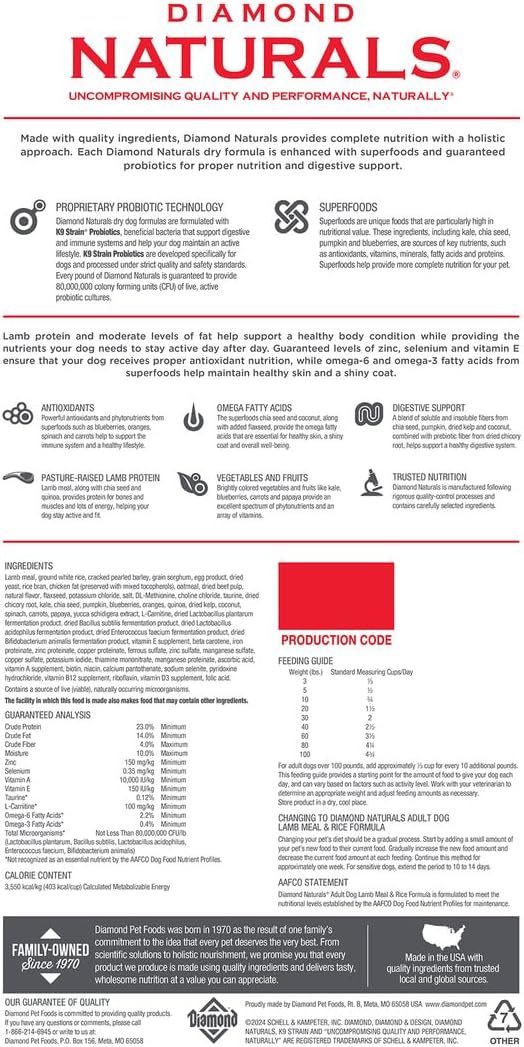 DIAMOND
NATURALS®
UNCOMPROMISING QUALITY AND PERFORMANCE, NATURALLY®
Made with quality ingredients, Diamond Naturals provides complete nutrition with a holistic
approach. Each Diamond Naturals dry formula is enhanced with superfoods and guaranteed
probiotics for proper nutrition and digestive support.
PROPRIETARY PROBIOTIC TECHNOLOGY
Diamond Naturals dry dog formulas are formulated with
K9 Strain® Probiotics, beneficial bacteria that support digestive
and immune systems and help your dog maintain an active
lifestyle. K9 Strain Probiotics are developed specifically for
dogs and processed under strict quality and safety standards.
Every pound of Diamond Naturals is guaranteed to provide
80,000,000 colony forming units (CFU) of live, active
probiotic cultures.
SUPERFOODS
Superfoods are unique foods that are particularly high in
nutritional value. These ingredients, including kale, chia seed,
pumpkin and blueberries, are sources of key nutrients, such
as antioxidants, vitamins, minerals, fatty acids and proteins.
Superfoods help provide more complete nutrition for your pet.
Lamb protein and moderate levels of fat help support a healthy body condition while providing the
nutrients your dog needs to stay active day after day. Guaranteed levels of zinc, selenium and vitamin E
ensure that your dog receives proper antioxidant nutrition, while omega-6 and omega-3 fatty acids from
superfoods help maintain healthy skin and a shiny coat.
ANTIOXIDANTS
Powerful antioxidants and phytonutrients from
superfoods such as blueberries, oranges,
spinach and carrots help to support the
immune system and a healthy lifestyle.
OMEGA FATTY ACIDS
The superfoods chia seed and coconut, along
with added flaxseed, provide the omega fatty
acids that are essential for healthy skin, a shiny
coat and overall well-being.
DIGESTIVE SUPPORT
A blend of soluble and insoluble fibers from
chia seed, pumpkin, dried kelp and coconut,
combined with prebiotic fiber from dried chicory
root, helps support a healthy digestive system.
PASTURE-RAISED LAMB PROTEIN
Lamb meal, along with chia seed and
quinoa, provides protein for bones and
muscles and lots of energy, helping your
dog stay active and fit.
VEGETABLES AND FRUITS
Brightly colored vegetables and fruits like kale,
blueberries, carrots and papaya provide an
excellent spectrum of phytonutrients and an
array of vitamins.
TRUSTED NUTRITION
Diamond Naturals is manufactured following
rigorous quality-control processes and
contains carefully selected ingredients.
INGREDIENTS
Lamb meal, ground white rice, cracked pearled barley, grain sorghum, egg product, dried
yeast, rice bran, chicken fat (preserved with mixed tocopherols), oatmeal, dried beet pulp,
natural flavor, flaxseed, potassium chloride, salt, DL-Methionine, choline chloride, taurine, dried
chicory root, kale, chia seed, pumpkin, blueberries, oranges, quinoa, dried kelp, coconut,
spinach, carrots, papaya, yucca schidigera extract, L-Carnitine, dried Lactobacillus plantarum
fermentation product, dried Bacillus subtilis fermentation product, dried Lactobacillus
acidophilus fermentation product, dried Enterococcus faecium fermentation product, dried
Bifidobacterium animalis fermentation product, vitamin E supplement, beta carotene, iron
proteinate, zinc proteinate, copper proteinate, ferrous sulfate, zinc sulfate, manganese sulfate,
copper sulfate, potassium iodide, thiamine mononitrate, manganese proteinate, ascorbic acid,
vitamin A supplement, biotin, niacin, calcium pantothenate, sodium selenite, pyridoxine
hydrochloride, vitamin B12 supplement, riboflavin, vitamin D3 supplement, folic acid.
Contains a source of live (viable), naturally occurring microorganisms.
The facility in which this food is made also makes food that may contain other ingredients.
GUARANTEED ANALYSIS
Crude Protein 23.0% Minimum
Crude Fat 14.0% Minimum
Crude Fiber 4.0% Maximum
Moisture 10.0% Maximum
Zinc 150 mg/kg Minimum
Selenium 0.35 mg/kg Minimum
Vitamin A 10,000 IU/kg Minimum
Vitamin E 150 IU/kg Minimum
Taurine* 0.12% Minimum
L-Carnitine* 100 mg/kg Minimum
Omega-6 Fatty Acids* 2.2% Minimum
Omega-3 Fatty Acids* 0.4% Minimum
Total Microorganisms* Not Less Than 80,000,000 CFU/lb
(Lactobacillus plantarum, Bacillus subtilis, Lactobacillus acidophilus,
Enterococcus faecium, Bifidobacterium animalis)
*Not recognized as an essential nutrient by the AAFCO Dog Food Nutrient Profiles.
CALORIE CONTENT
3,550 kcal/kg (403 kcal/cup) Calculated Metabolizable Energy
PRODUCTION CODE
FEEDING GUIDE
Weight (lbs.) Standard Measuring Cups/Day
3 ⅓
5 ½
10 ¾
20 1⅓
30 2
40 2½
60 3⅓
80 4¼
100 4¾
For adult dogs over 100 pounds, add approximately ⅓ cup for every 10 additional pounds.
This feeding guide provides a starting point for the amount of food to give your dog each
day, and can vary based on factors such as activity level. Work with your veterinarian to
determine an appropriate weight and adjust feeding amounts as necessary.
Store product in a dry, cool place.
CHANGING TO DIAMOND NATURALS ADULT DOG
LAMB MEAL & RICE FORMULA
Changing your pet's diet should be a gradual process. Start by adding a small amount of
your pet's new food to their current food. Gradually increase the new food amount and
decrease the current food amount at each feeding. Continue this method for
approximately one week. For sensitive dogs, extend the period to 10 to 14 days.
AAFCO STATEMENT
Diamond Naturals® Adult Dog Lamb Meal & Rice Formula is formulated to meet the
nutritional levels established by the AAFCO Dog Food Nutrient Profiles for maintenance.
FAMILY-OWNED
Since 1970
Diamond Pet Foods was born in 1970 as the result of one family's
commitment to the idea that every pet deserves the very best. From
scientific solutions to holistic nourishment, we promise you that every
product we produce is made using quality ingredients and delivers tasty,
wholesome nutrition at a value you can appreciate.
Made in the USA with
quality ingredients from trusted
local and global sources.
OUR GUARANTEE OF QUALITY
Diamond Pet Foods is committed to providing quality products.
If you have any questions or comments, please call
1-866-214-6945 or write to us at:
Diamond Pet Foods, P.O. Box 156, Meta, MO 65058
Diamond
Proudly made by Diamond Pet Foods, Rt. B, Meta, MO 65058 USA www.diamondpet.com
©2024 SCHELL & KAMPETER, INC. DIAMOND, DIAMOND & DESIGN, DIAMOND
NATURALS, K9 STRAIN AND "UNCOMPROMISING QUALITY AND PERFORMANCE,
NATURALLY" ARE REGISTERED TRADEMARKS OF SCHELL & KAMPETER, INC.
7
OTHER